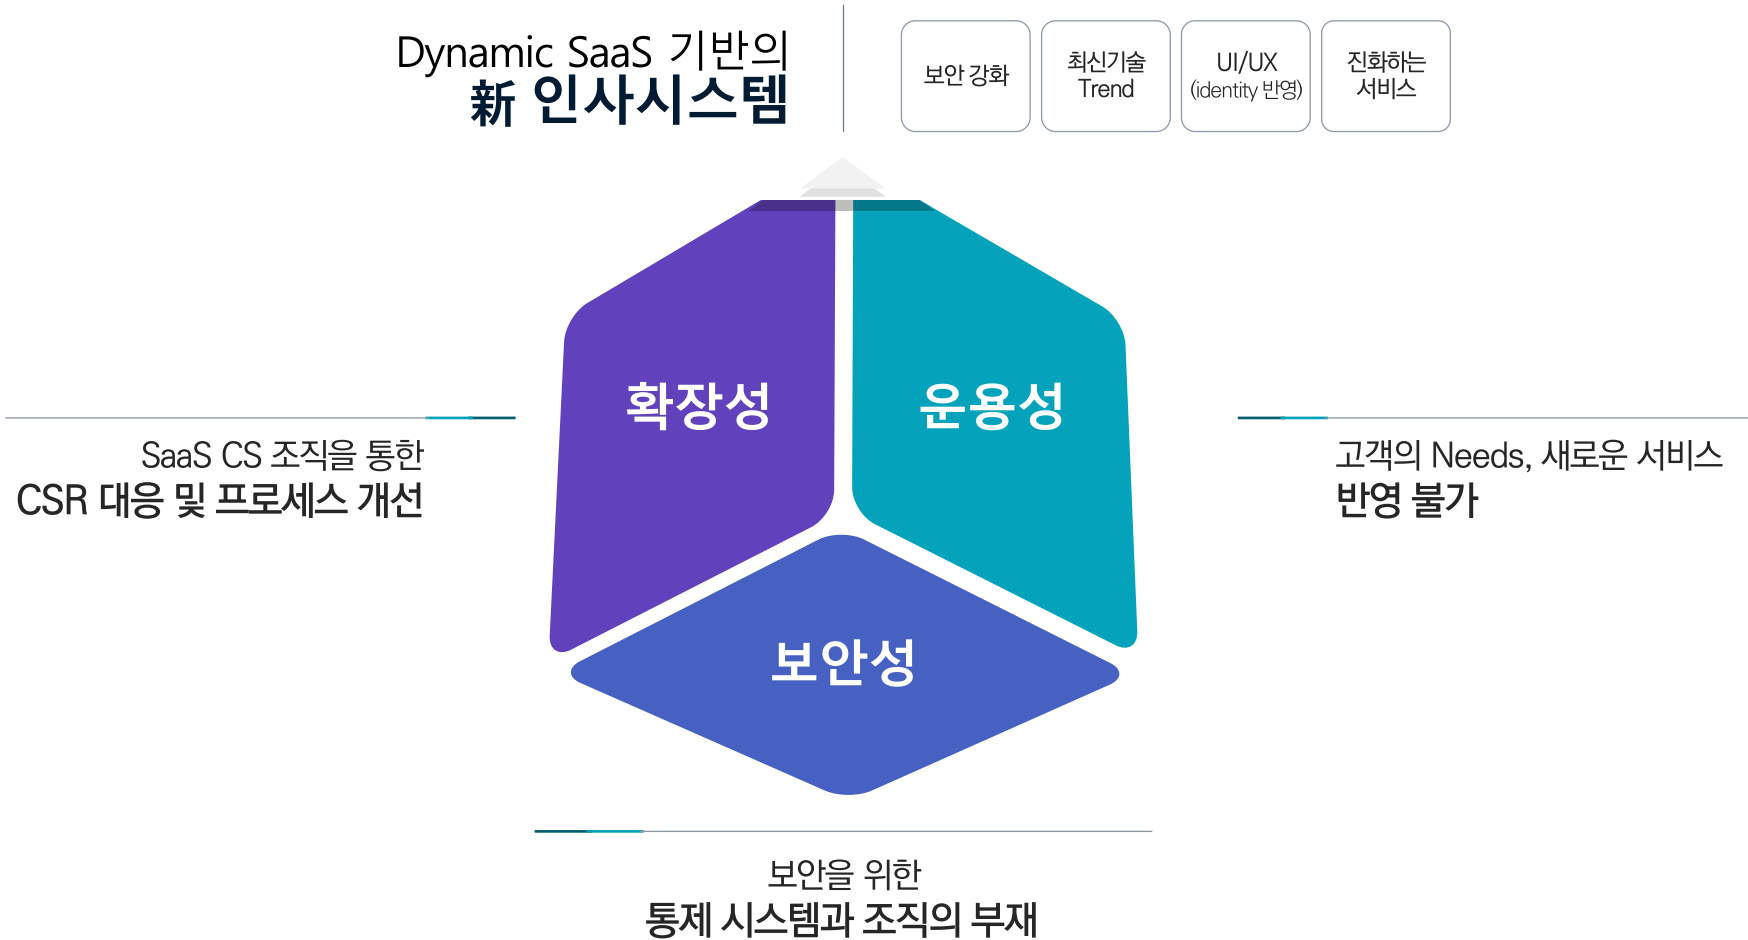 Dynamic SaaS 기반의
新 인사시스템
보안 강화
최신기술
Trend
UI/UX
(identity 반영)
진화하는
서비스
확장성
운용성
SaaS CS 조직을 통한
CSR 대응 및 프로세스 개선
고객의 Needs, 새로운 서비스
반영 불가
보안성
보안을 위한
통제 시스템과 조직의 부재